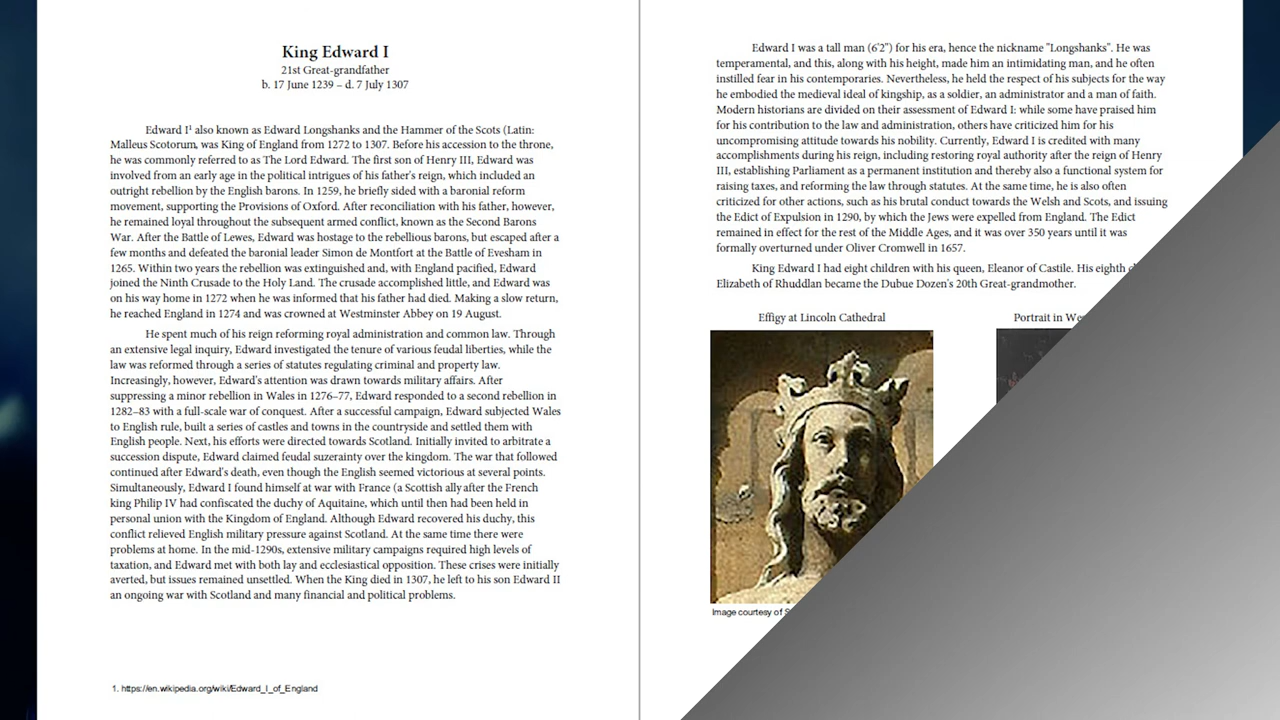 King Edward I
21st Great-grandfather
b. 17 June 1239 – d. 7 July 1307
Edward I¹ also known as Edward Longshanks and the Hammer of the Scots (Latin:
Malleus Scotorum, was King of England from 1272 to 1307. Before his accession to the throne,
he was commonly referred to as The Lord Edward. The first son of Henry III, Edward was
involved from an early age in the political intrigues of his father's reign, which included an
outright rebellion by the English barons. In 1259, he briefly sided with a baronial reform
movement, supporting the Provisions of Oxford. After reconciliation with his father, however,
he remained loyal throughout the subsequent armed conflict, known as the Second Barons
War. After the Battle of Lewes, Edward was hostage to the rebellious barons, but escaped after a
few months and defeated the baronial leader Simon de Montfort at the Battle of Evesham in
1265. Within two years the rebellion was extinguished and, with England pacified, Edward
joined the Ninth Crusade to the Holy Land. The crusade accomplished little, and Edward was
on his way home in 1272 when he was informed that his father had died. Making a slow return,
he reached England in 1274 and was crowned at Westminster Abbey on 19 August.
He spent much of his reign reforming royal administration and common law. Through
an extensive legal inquiry, Edward investigated the tenure of various feudal liberties, while the
law was reformed through a series of statutes regulating criminal and property law.
Increasingly, however, Edward's attention was drawn towards military affairs. After
suppressing a minor rebellion in Wales in 1276–77, Edward responded to a second rebellion in
1282–83 with a full-scale war of conquest. After a successful campaign, Edward subjected Wales
to English rule, built a series of castles and towns in the countryside and settled them with
English people. Next, his efforts were directed towards Scotland. Initially invited to arbitrate a
succession dispute, Edward claimed feudal suzerainty over the kingdom. The war that followed
continued after Edward's death, even though the English seemed victorious at several points.
Simultaneously, Edward I found himself at war with France (a Scottish ally after the French
king Philip IV had confiscated the duchy of Aquitaine, which until then had been held in
personal union with the Kingdom of England. Although Edward recovered his duchy, this
conflict relieved English military pressure against Scotland. At the same time there were
problems at home. In the mid-1290s, extensive military campaigns required high levels of
taxation, and Edward met with both lay and ecclesiastical opposition. These crises were initially
averted, but issues remained unsettled. When the King died in 1307, he left to his son Edward II
an ongoing war with Scotland and many financial and political problems.
1. https://en.wikipedia.org/wiki/Edward_I_of_England
Edward I was a tall man (6'2") for his era, hence the nickname "Longshanks". He was
temperamental, and this, along with his height, made him an intimidating man, and he often
instilled fear in his contemporaries. Nevertheless, he held the respect of his subjects for the way
he embodied the medieval ideal of kingship, as a soldier, an administrator and a man of faith.
Modern historians are divided on their assessment of Edward I: while some have praised him
for his contribution to the law and administration, others have criticized him for his
uncompromising attitude towards his nobility. Currently, Edward I is credited with many
accomplishments during his reign, including restoring royal authority after the reign of Henry
III, establishing Parliament as a permanent institution and thereby also a functional system for
raising taxes, and reforming the law through statutes. At the same time, he is also often
criticized for other actions, such as his brutal conduct towards the Welsh and Scots, and issuing
the Edict of Expulsion in 1290, by which the Jews were expelled from England. The Edict
remained in effect for the rest of the Middle Ages, and it was over 350 years until it was
formally overturned under Oliver Cromwell in 1657.
King Edward I had eight children with his queen, Eleanor of Castile. His eighth
Elizabeth of Rhuddlan became the Dubue Dozen's 20th Great-grandmother.
Effigy at Lincoln Cathedral
Portrait in
Image courtesy of